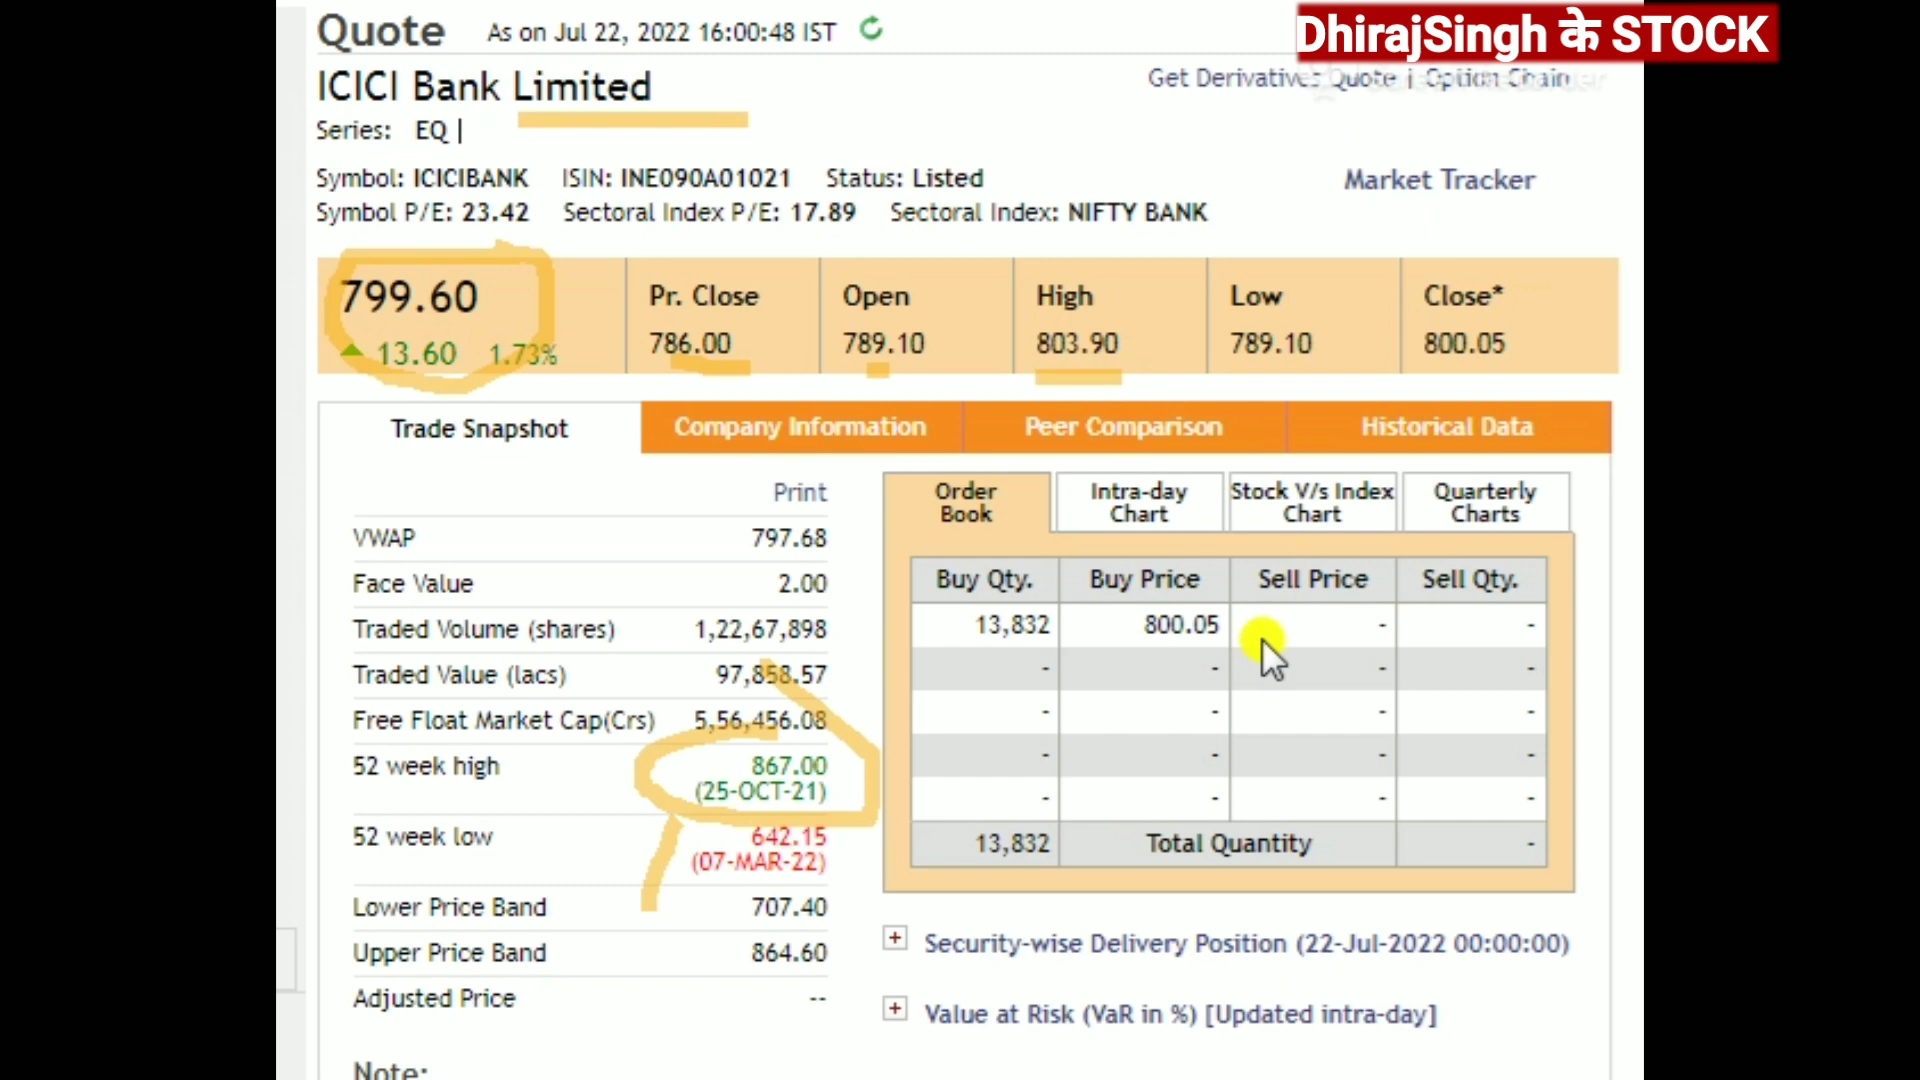 DhirajSingh के STOCK
Quote As on Jul 22, 2022 16:00:48 IST
ICICI Bank Limited
Get Derivatives Quote | Option Chain
Series: EQ |
Symbol: ICICIBANK ISIN: INE090A01021 Status: Listed
Market Tracker
Symbol P/E: 23.42 Sectoral Index P/E: 17.89 Sectoral Index: NIFTY BANK
799.60 Pr. Close Open High Low Close*
13.60 1.73% 786.00 789.10 803.90 789.10 800.05
Trade Snapshot Company Information Peer Comparison Historical Data
Print
VWAP 797.68
Face Value 2.00
Traded Volume (shares) 1,22,67,898
Traded Value (lacs) 97,858.57
Free Float Market Cap(Crs) 5,56,456.08
52 week high 867.00
(25-OCT-21)
52 week low 642.15
(07-MAR-22)
Lower Price Band 707.40
Upper Price Band 864.60
Adjusted Price --
Order Book Intra-day Chart Stock V/s Index Chart Quarterly Charts
Buy Qty. Buy Price Sell Price Sell Qty.
13,832 800.05 - -
- - - -
- - - -
- - - -
- - - -
13,832 Total Quantity -
+ Security-wise Delivery Position (22-Jul-2022 00:00:00)
+ Value at Risk (VaR in %) [Updated intra-day]
Note: